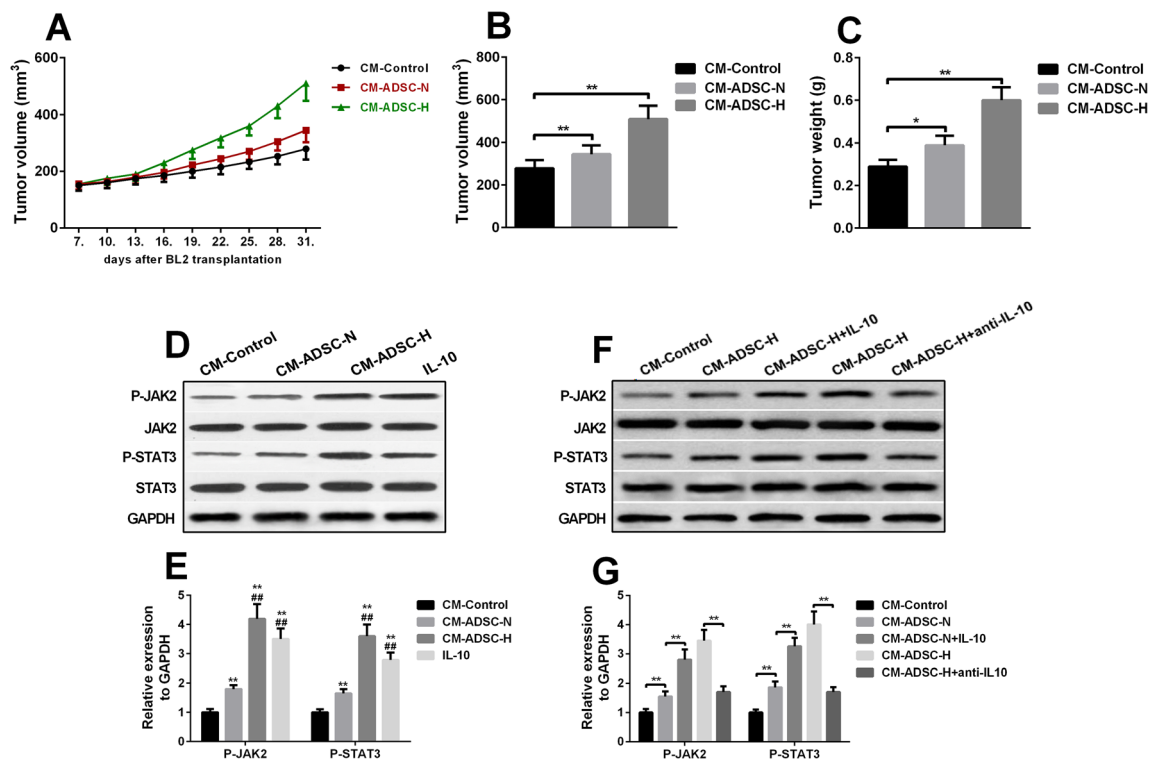 A
Tumor volume (mm3)
600
400
200
0
7. 10. 13. 16. 19. 22. 25. 28. 31.
days after BL2 transplantation
CM-Control
CM-ADSC-N
CM-ADSC-H
B
Tumor volume (mm3)
800
600
400
200
0
**
**
CM-Control
CM-ADSC-N
CM-ADSC-H
C
Tumor weight (g)
0.8
0.6
0.4
0.2
0.0
**
*
CM-Control
CM-ADSC-N
CM-ADSC-H
D
CM-Control CM-ADSC-N CM-ADSC-H IL-10
P-JAK2
JAK2
P-STAT3
STAT3
GAPDH
F
CM-Control CM-ADSC-H CM-ADSC-H+IL-10 CM-ADSC-H CM-ADSC-H+anti-IL-10
P-JAK2
JAK2
P-STAT3
STAT3
GAPDH
E
Relative exression
to GAPDH
5
4
3
2
1
0
** ** ## ** ##
** ** ## ** ##
P-JAK2 P-STAT3
CM-Control
CM-ADSC-N
CM-ADSC-H
IL-10
G
Relative exression
to GAPDH
5
4
3
2
1
0
** ** **
** ** **
P-JAK2 P-STAT3
CM-Control
CM-ADSC-N
CM-ADSC-N+IL-10
CM-ADSC-H
CM-ADSC-H+anti-IL10